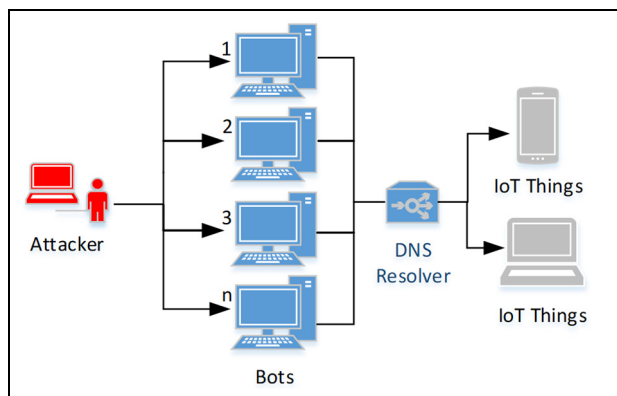 1
2
3
n
Attacker
Bots
DNS
Resolver
IoT Things
IoT Things